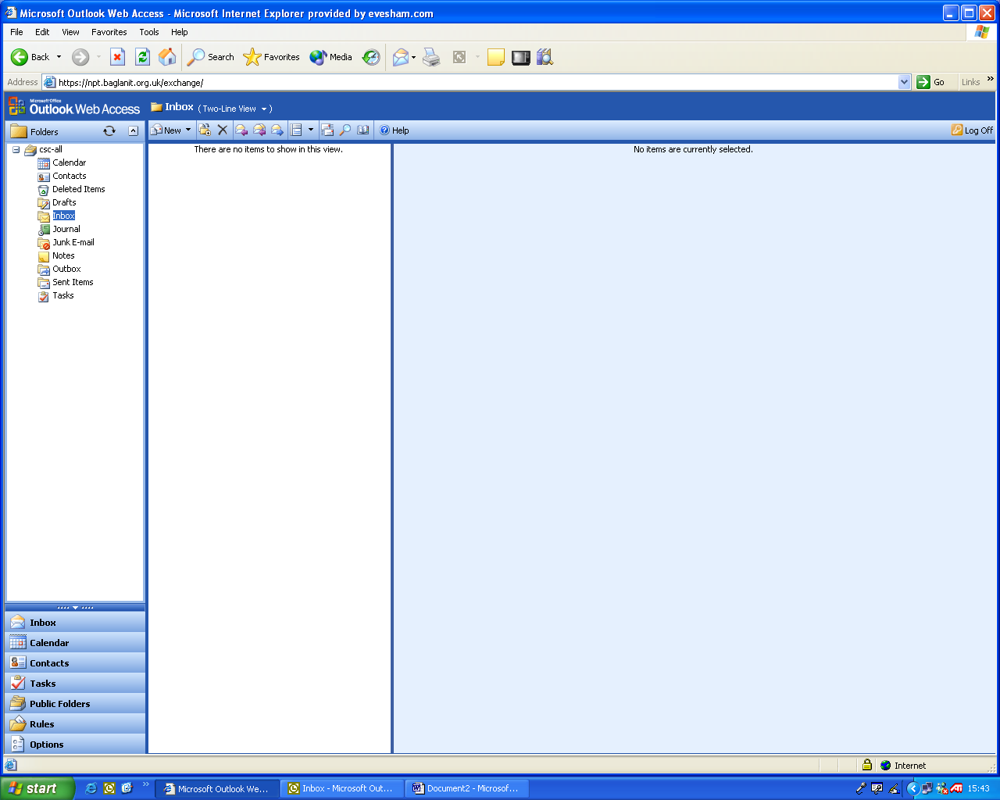 Microsoft Outlook Web Access - Microsoft Internet Explorer provided by evesham.com
File Edit View Favorites Tools Help
Back Search Favorites Media
Address https://npt.baglanit.org.uk/exchange/ Go Links »
Microsoft Office
Outlook Web Access Inbox (Two-Line View)
Folders New Help Log Off
There are no items to show in this view. No items are currently selected.
csc-all
Calendar
Contacts
Deleted Items
Drafts
Inbox
Journal
Junk E-mail
Notes
Outbox
Sent Items
Tasks
Inbox
Calendar
Contacts
Tasks
Public Folders
Rules
Options
Internet
start » Microsoft Outlook We... Inbox - Microsoft Out... Document2 - Microsof... ATI 15:43